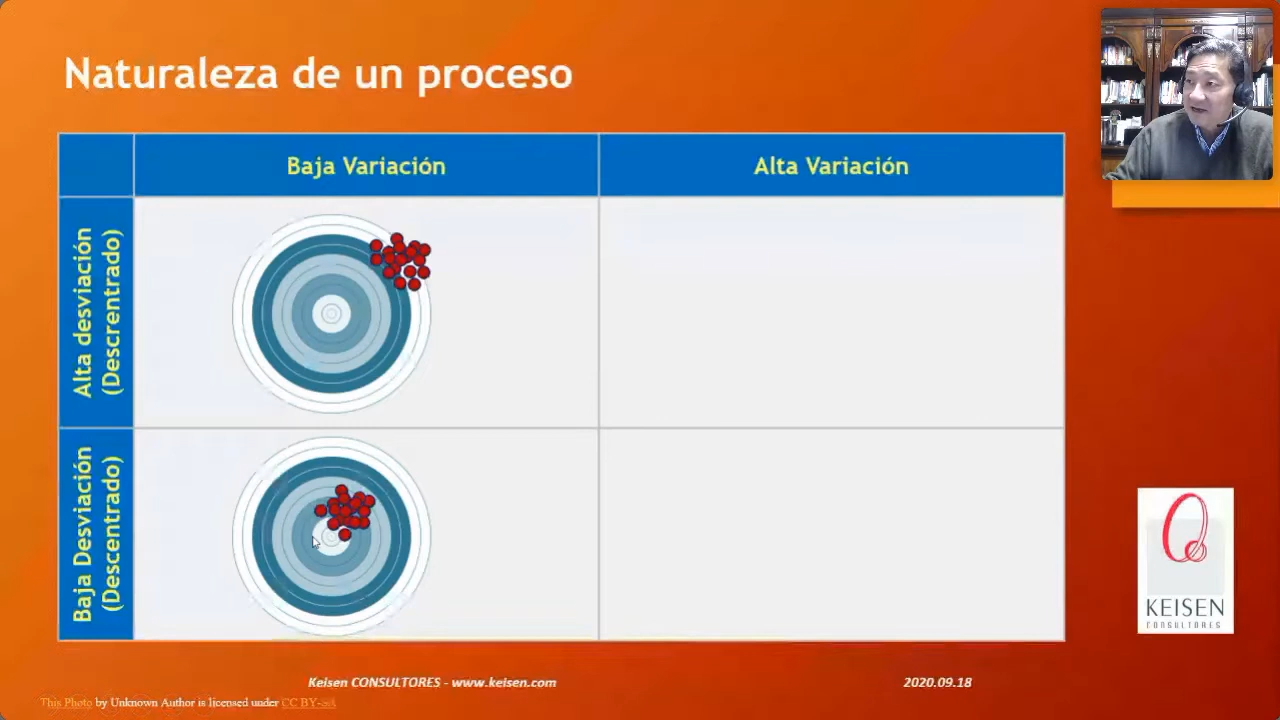 Naturaleza de un proceso
Baja Variación
Alta Variación
Alta desviación
(Descrentrado)
Baja Desviación
(Descentrado)
KEISEN
CONSULTORES
Keisen CONSULTORES - www.keisen.com
2020.09.18
This Photo by Unknown Author is licensed under CC BY-SA